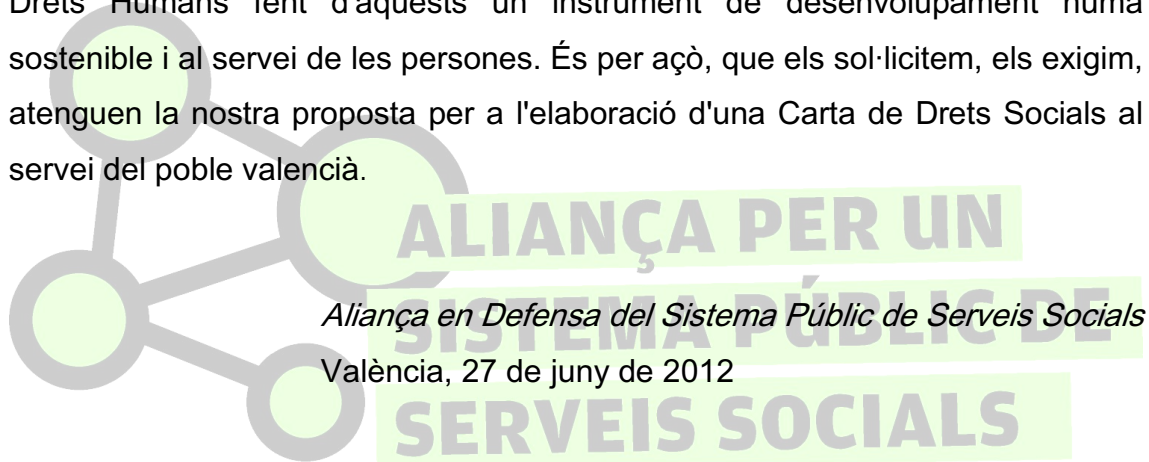 Drets Humans fent d'aquests un instrument de desenvolupament humà
sostenible i al servei de les persones. És per açò, que els sol·licitem, els exigim,
atenguen la nostra proposta per a l'elaboració d'una Carta de Drets Socials al
servei del poble valencià.
ALIANÇA PER UN
SISTEMA PÚBLIC DE
SERVEIS SOCIALS
Aliança en Defensa del Sistema Públic de Serveis Socials
València, 27 de juny de 2012